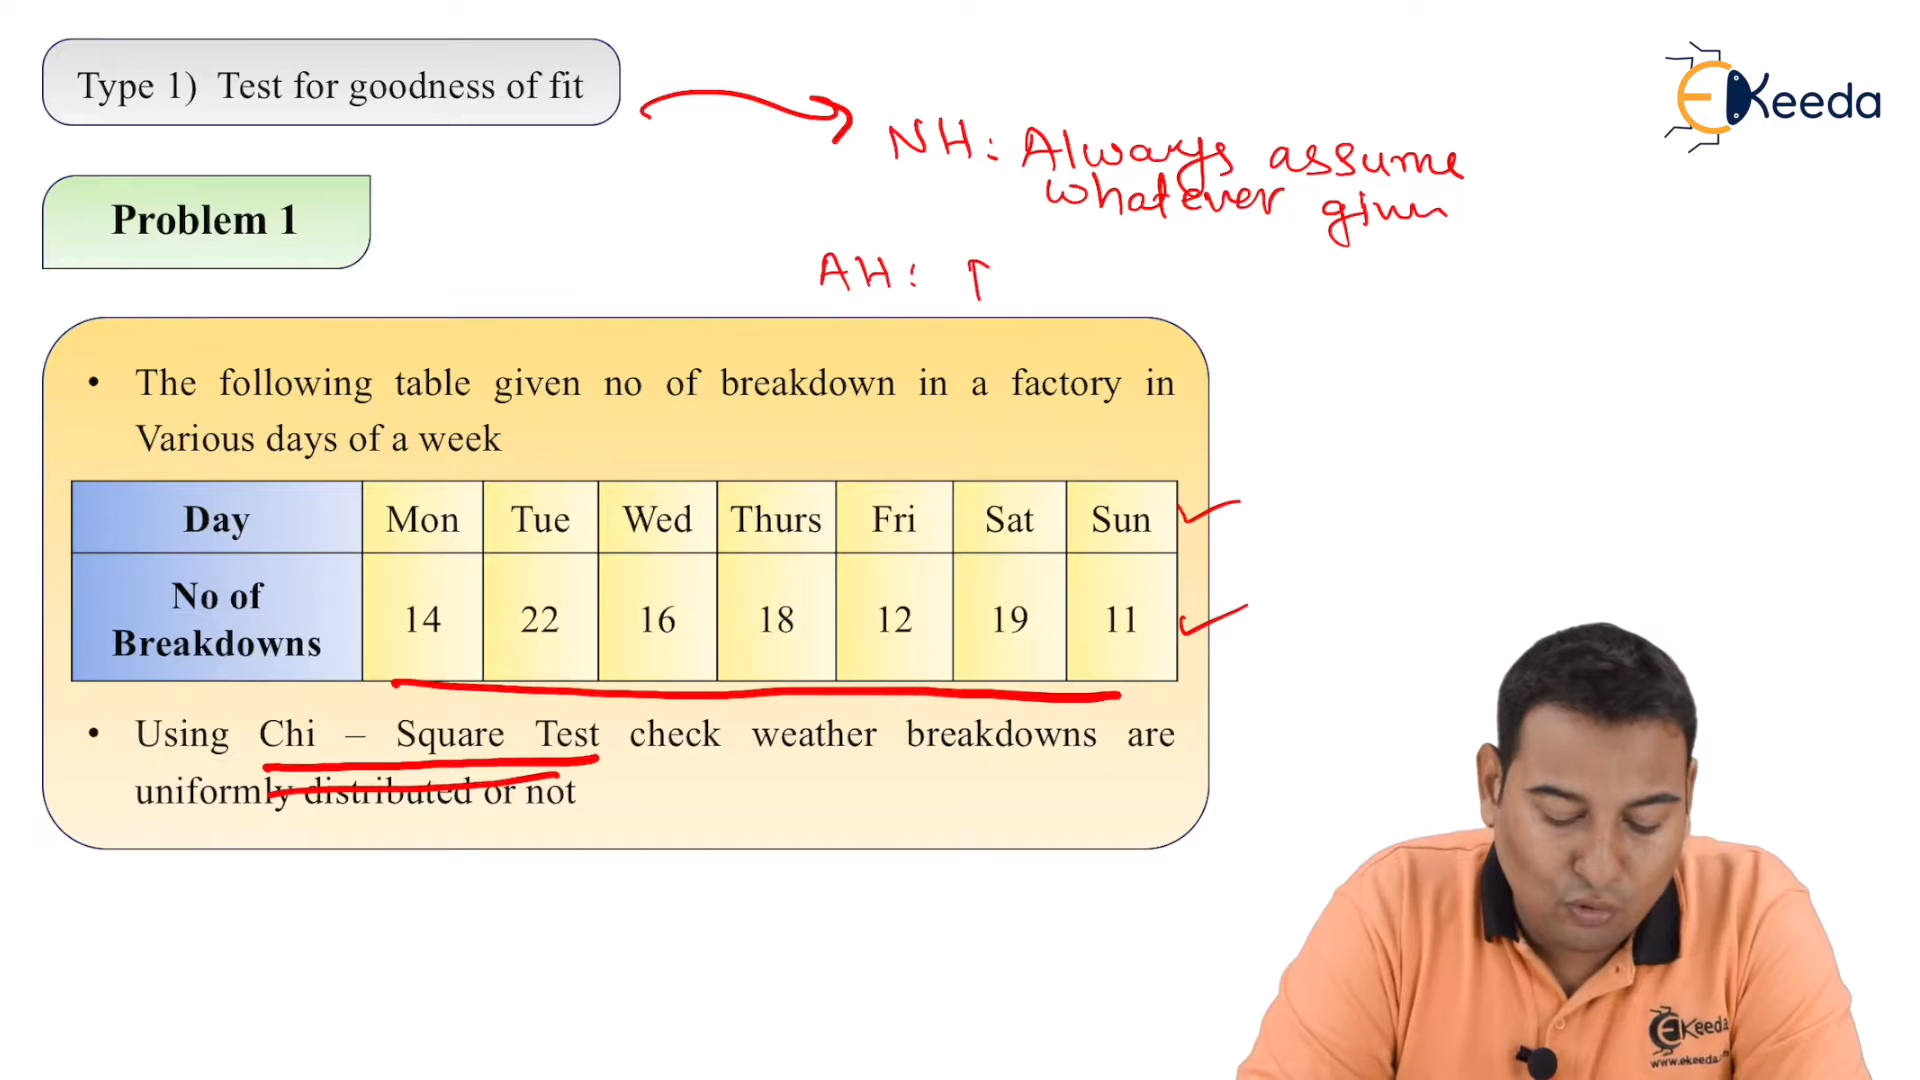 Type 1) Test for goodness of fit
EKeeda
NH: Always assume
whatever given
Problem 1
AH: ↑
• The following table given no of breakdown in a factory in
Various days of a week
Day Mon Tue Wed Thurs Fri Sat Sun
No of
Breakdowns 14 22 16 18 12 19 11
• Using Chi – Square Test check weather breakdowns are
uniformly distributed or not
EKeeda